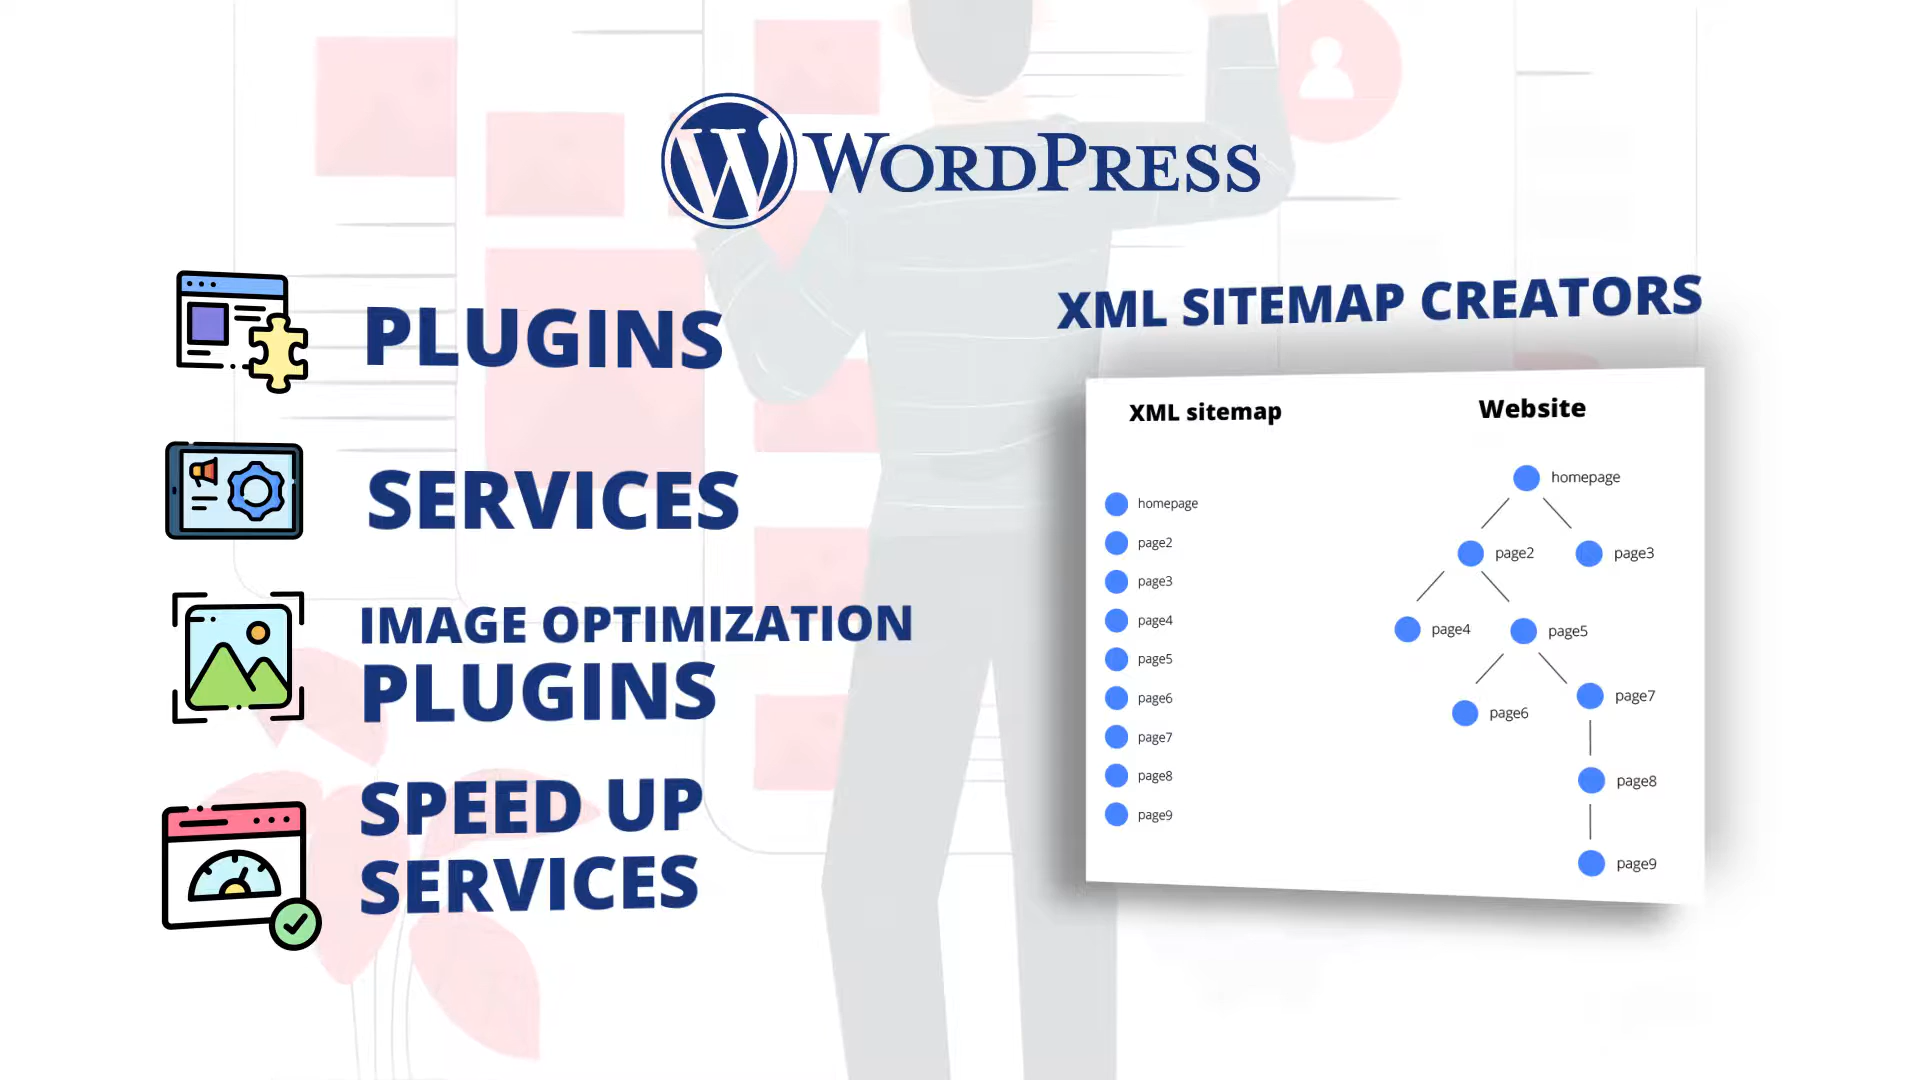 WORDPRESS
PLUGINS
SERVICES
IMAGE OPTIMIZATION
PLUGINS
SPEED UP
SERVICES
XML SITEMAP CREATORS
XML sitemap
homepage
page2
page3
page4
page5
page6
page7
page8
page9
Website
homepage
page2
page3
page4
page5
page6
page7
page8
page9